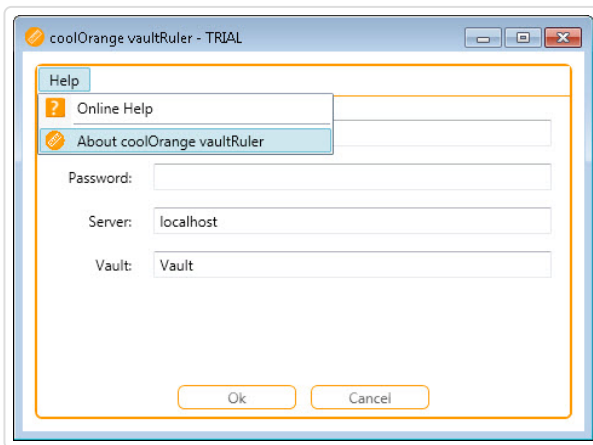 coolOrange vaultRuler - TRIAL
Help
? Online Help
About coolOrange vaultRuler
Password:
Server: localhost
Vault: Vault
Ok Cancel